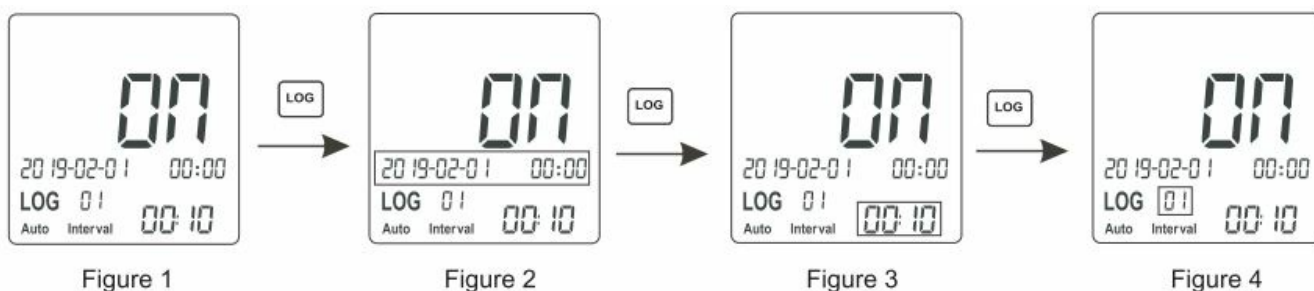 ON
2019-02-01 00:00
LOG 01
Auto Interval 00:10
Figure 1
LOG
ON
2019-02-01 00:00
LOG 01
Auto Interval 00:10
Figure 2
LOG
ON
2019-02-01 00:00
LOG 01
Auto Interval 00:10
Figure 3
LOG
ON
2019-02-01 00:00
LOG 01
Auto Interval 00:10
Figure 4